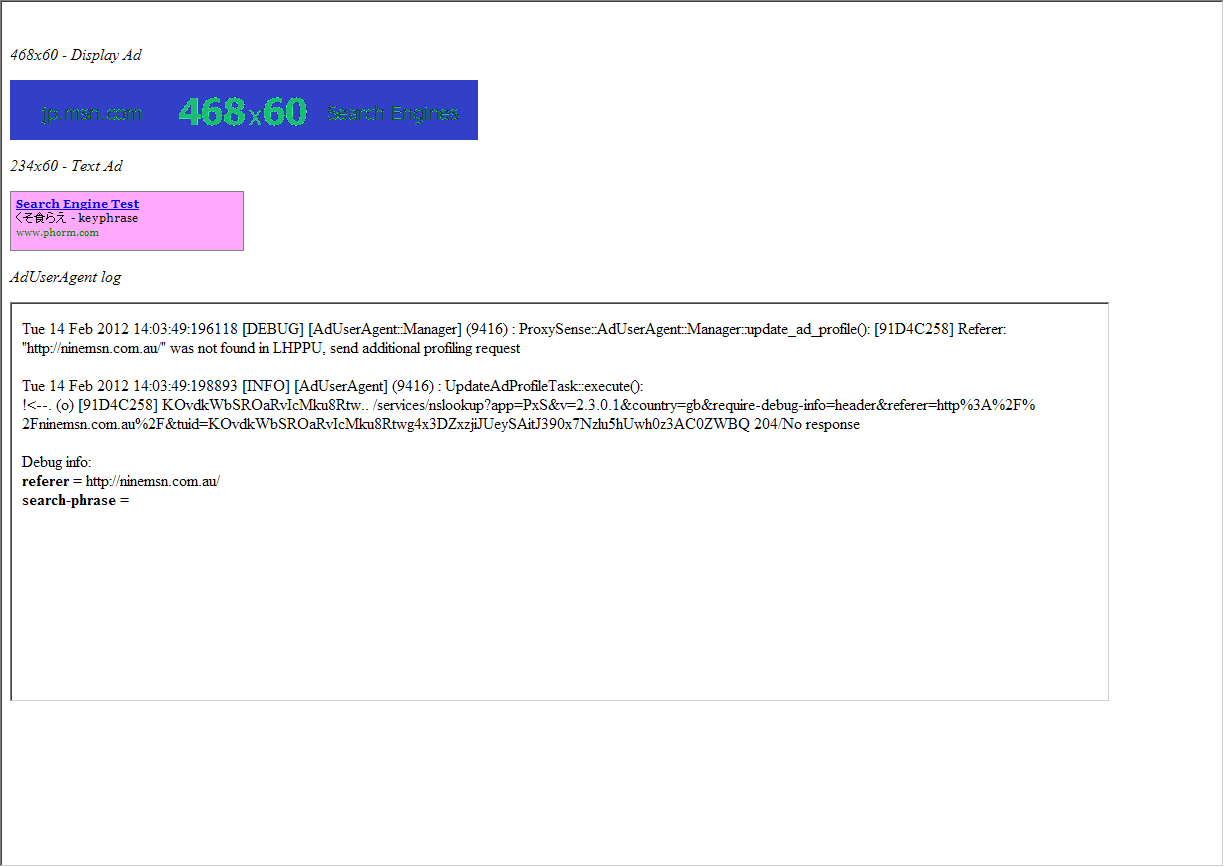 468x60 - Display Ad
jp.msn.com 468x60 Search Engines
234x60 - Text Ad
Search Engine Test
くそ食らえ - keyphrase
www.phorm.com
AdUserAgent log
Tue 14 Feb 2012 14:03:49:196118 [DEBUG] [AdUserAgent::Manager] (9416) : ProxySense::AdUserAgent::Manager::update_ad_profile(): [91D4C258] Referer:
"http://ninemsn.com.au/" was not found in LHPPU, send additional profiling request
Tue 14 Feb 2012 14:03:49:198893 [INFO] [AdUserAgent] (9416) : UpdateAdProfileTask::execute():
!<--. (o) [91D4C258] KOvdkWbSROaRvIcMku8Rtw.. /services/nslookup?app=PxS&v=2.3.0.1&country=gb&require-debug-info=header&referer=http%3A%2F%
2Fninemsn.com.au%2F&tuid=KOvdkWbSROaRvIcMku8Rtwg4x3DZxzjiJUeySAitJ390x7Nzlu5hUwh0z3AC0ZWBQ 204/No response
Debug info:
referer = http://ninemsn.com.au/
search-phrase =